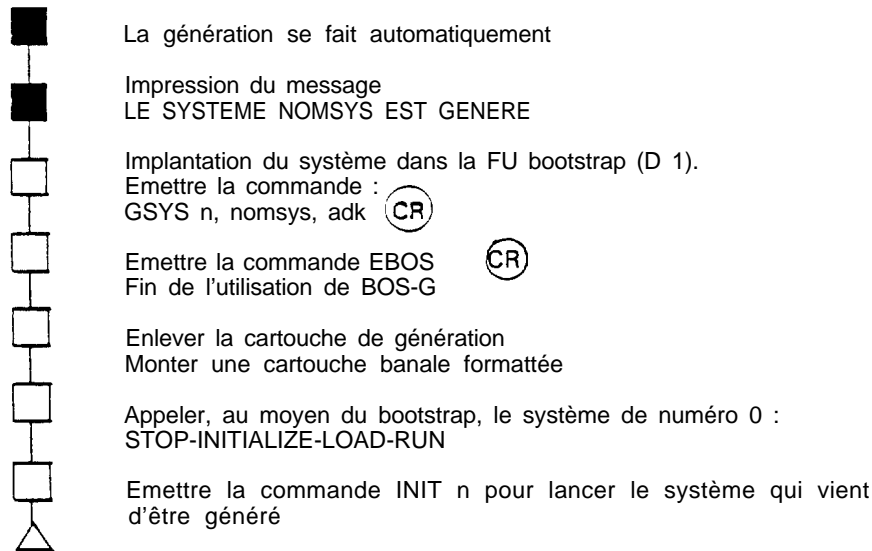 La génération se fait automatiquement
Impression du message
LE SYSTEME NOMSYS EST GENERE
Implantation du système dans la FU bootstrap (D 1).
Emettre la commande :
GSYS n, nomsys, adk CR
Emettre la commande EBOS CR
Fin de l'utilisation de BOS-G
Enlever la cartouche de génération
Monter une cartouche banale formattée
Appeler, au moyen du bootstrap, le système de numéro 0 :
STOP-INITIALIZE-LOAD-RUN
Emettre la commande INIT n pour lancer le système qui vient
d'être généré